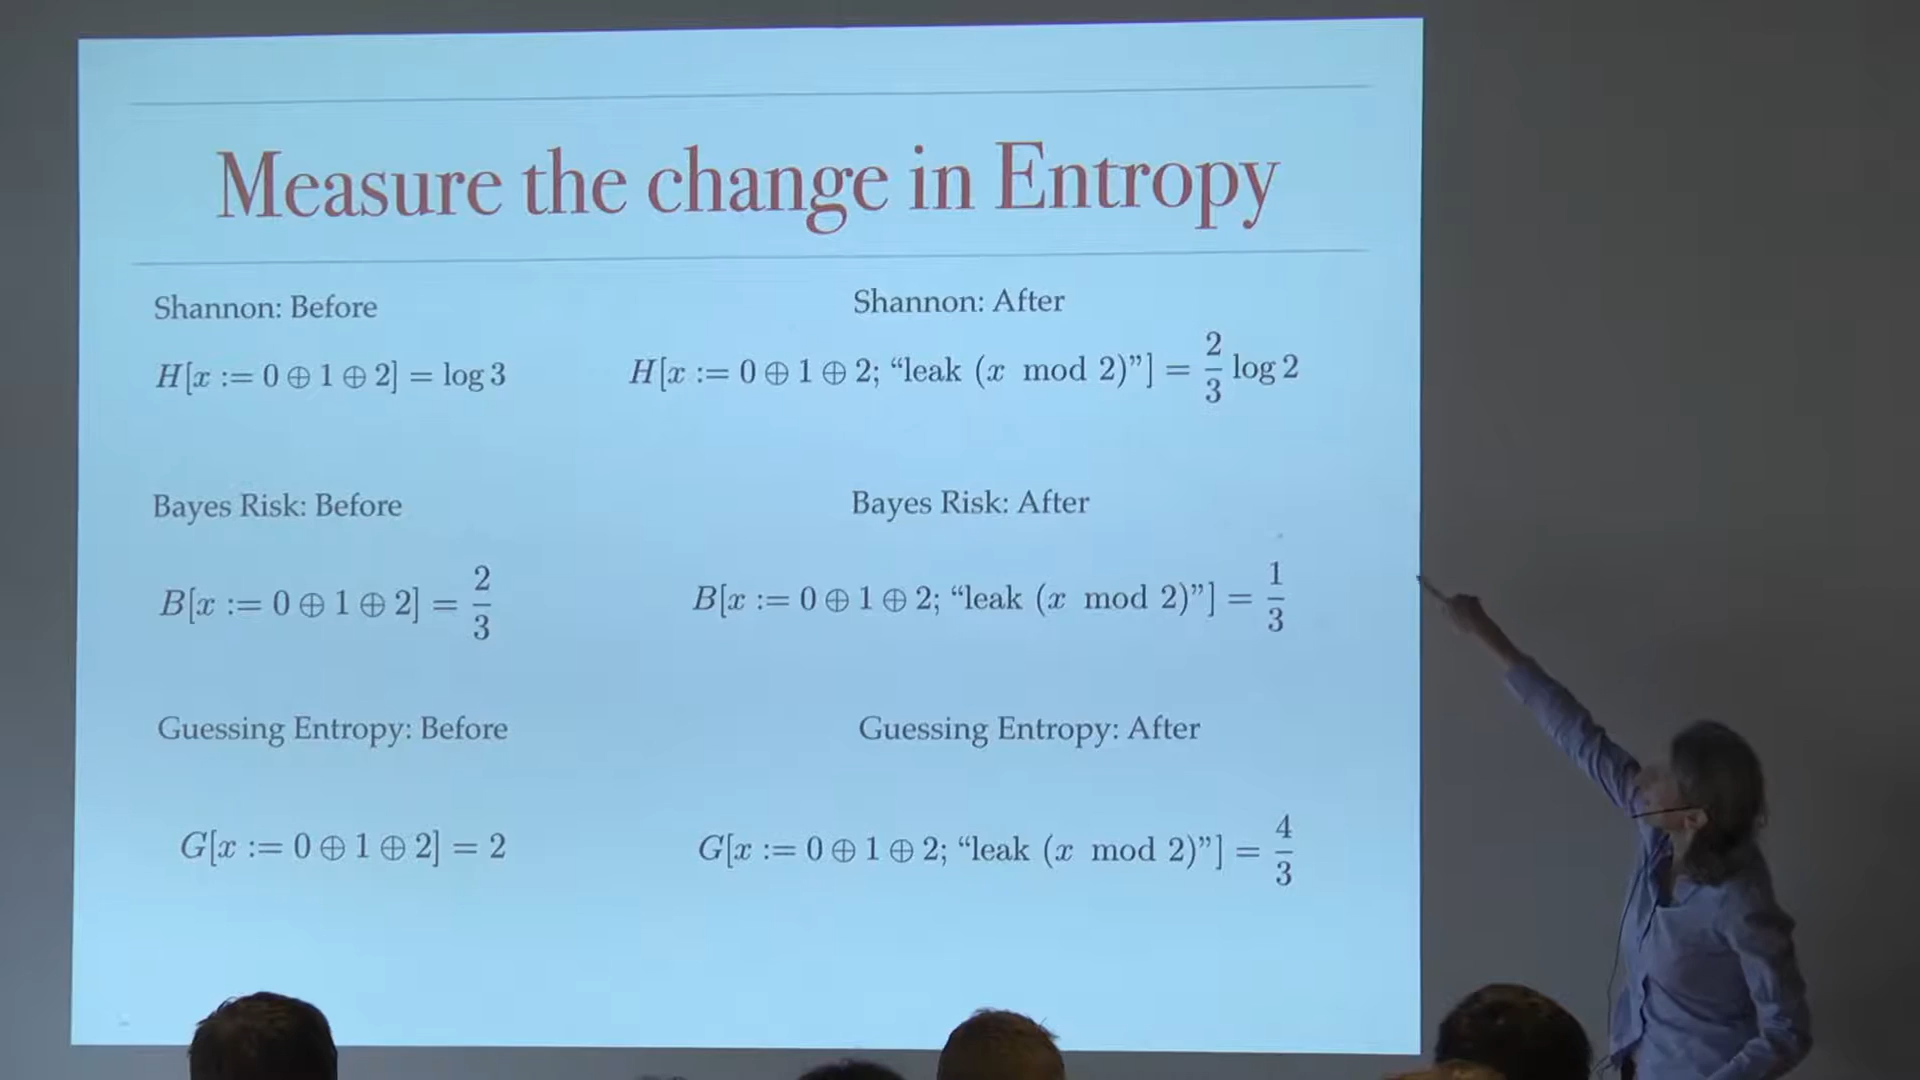 Measure the change in Entropy
Shannon: Before
Shannon: After
H[x := 0 ⊕ 1 ⊕ 2] = log 3
H[x := 0 ⊕ 1 ⊕ 2; “leak (x mod 2)”] = 2/3 log 2
Bayes Risk: Before
Bayes Risk: After
B[x := 0 ⊕ 1 ⊕ 2] = 2/3
B[x := 0 ⊕ 1 ⊕ 2; “leak (x mod 2)”] = 1/3
Guessing Entropy: Before
Guessing Entropy: After
G[x := 0 ⊕ 1 ⊕ 2] = 2
G[x := 0 ⊕ 1 ⊕ 2; “leak (x mod 2)”] = 4/3